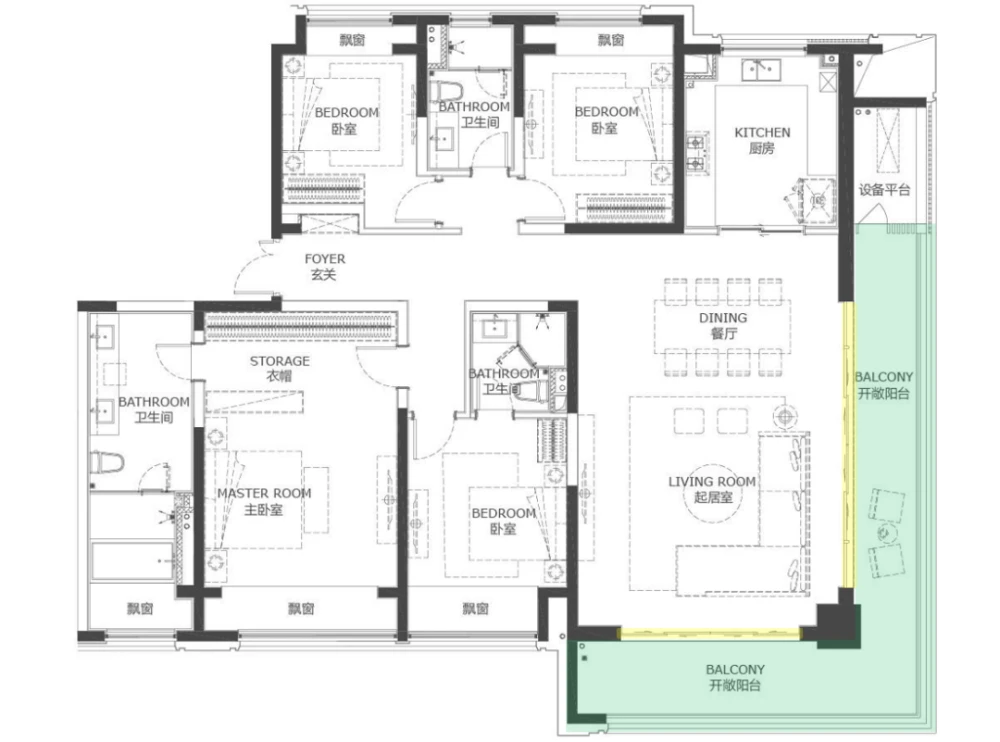 飘窗
飘窗
BEDROOM
卧室
BATHROOM
卫生间
BEDROOM
卧室
KITCHEN
厨房
设备平台
FOYER
玄关
DINING
餐厅
STORAGE
衣帽
BATHROOM
卫生间
BALCONY
开敞阳台
BATHROOM
卫生间
MASTER ROOM
主卧室
LIVING ROOM
起居室
BEDROOM
卧室
飘窗
飘窗
飘窗
BALCONY
开敞阳台